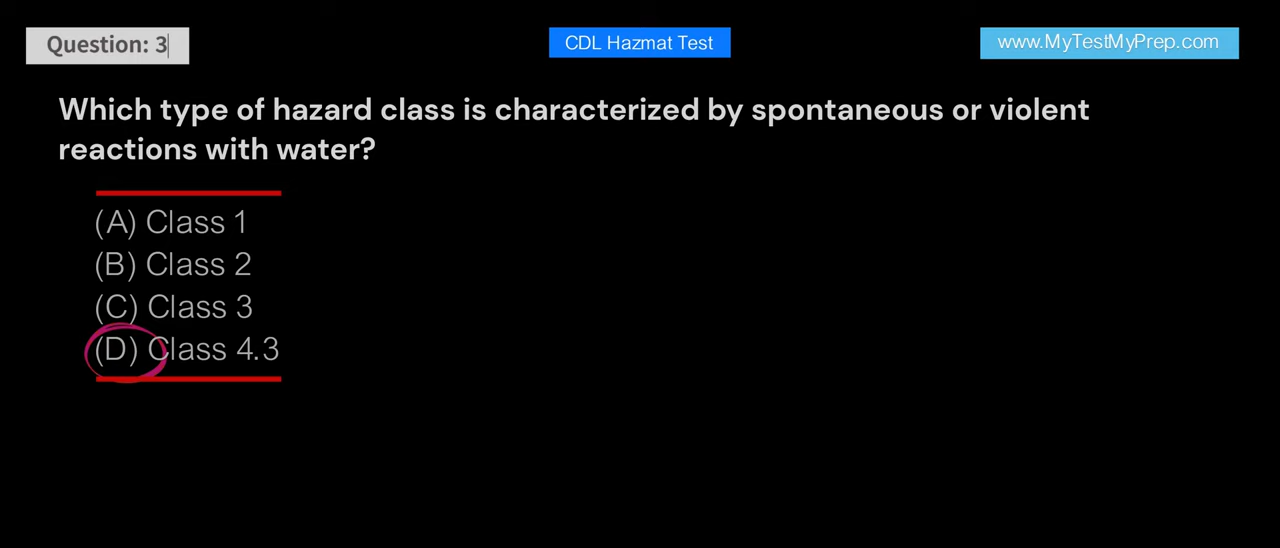 Question: 3
CDL Hazmat Test
www.MyTestMyPrep.com
Which type of hazard class is characterized by spontaneous or violent
reactions with water?
(A) Class 1
(B) Class 2
(C) Class 3
(D) Class 4.3